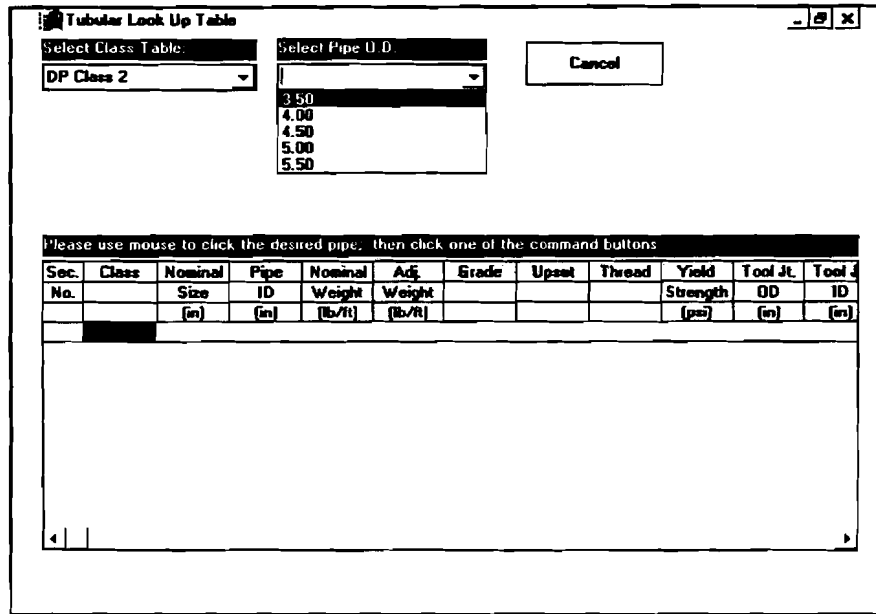 Tubular Look Up Table
Select Class Table:
Select Pipe O.D.
DP Class 2
Cancel
3.50
4.00
4.50
5.00
5.50
Please use mouse to click the desired pipe, then click one of the command buttons
Sec. Class Nominal Pipe Nominal Adj. Grade Upset Thread Yield Tool Jt. Tool J
No. Size ID Weight Weight Strength OD ID
(in) (in) (lb/ft) (lb/ft) (psi) (in) (in)